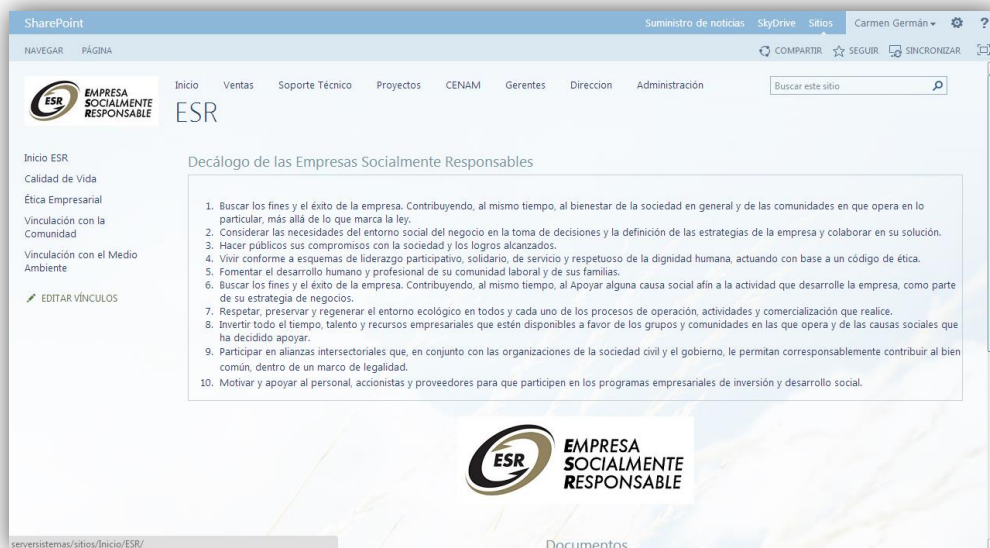 SharePoint
Suministro de noticias SkyDrive Sitios Carmen Germán ?
NAVEGAR PÁGINA
COMPARTIR SEGUIR SINCRONIZAR
ESR
EMPRESA
SOCIALMENTE
RESPONSABLE
Inicio Ventas Soporte Técnico Proyectos CENAM Gerentes Direccion Administración
Buscar este sitio
ESR
Inicio ESR
Calidad de Vida
Ética Empresarial
Vinculación con la
Comunidad
Vinculación con el Medio
Ambiente
EDITAR VÍNCULOS
Decálogo de las Empresas Socialmente Responsables
1. Buscar los fines y el éxito de la empresa. Contribuyendo, al mismo tiempo, al bienestar de la sociedad en general y de las comunidades en que opera en lo
particular, más allá de lo que marca la ley.
2. Considerar las necesidades del entorno social del negocio en la toma de decisiones y la definición de las estrategias de la empresa y colaborar en su solución.
3. Hacer públicos sus compromisos con la sociedad y los logros alcanzados.
4. Vivir conforme a esquemas de liderazgo participativo, solidario, de servicio y respetuoso de la dignidad humana, actuando con base a un código de ética.
5. Fomentar el desarrollo humano y profesional de su comunidad laboral y de sus familias.
6. Buscar los fines y el éxito de la empresa. Contribuyendo, al mismo tiempo, al Apoyar alguna causa social afín a la actividad que desarrolle la empresa, como parte
de su estrategia de negocios.
7. Respetar, preservar y regenerar el entorno ecológico en todos y cada uno de los procesos de operación, actividades y comercialización que realice.
8. Invertir todo el tiempo, talento y recursos empresariales que estén disponibles a favor de los grupos y comunidades en las que opera y de las causas sociales que
ha decidido apoyar.
9. Participar en alianzas intersectoriales que, en conjunto con las organizaciones de la sociedad civil y el gobierno, le permitan corresponsablemente contribuir al bien
común, dentro de un marco de legalidad.
10. Motivar y apoyar al personal, accionistas y proveedores para que participen en los programas empresariales de inversión y desarrollo social.
ESR
EMPRESA
SOCIALMENTE
RESPONSABLE
Documentos
serversistemas/sitios/Inicio/ESR/